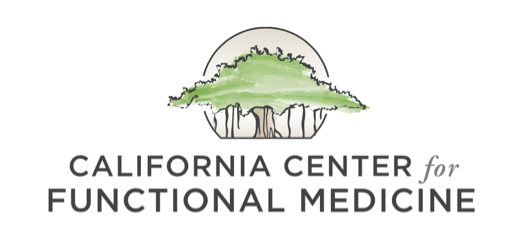 CALIFORNIA CENTER for
FUNCTIONAL MEDICINE